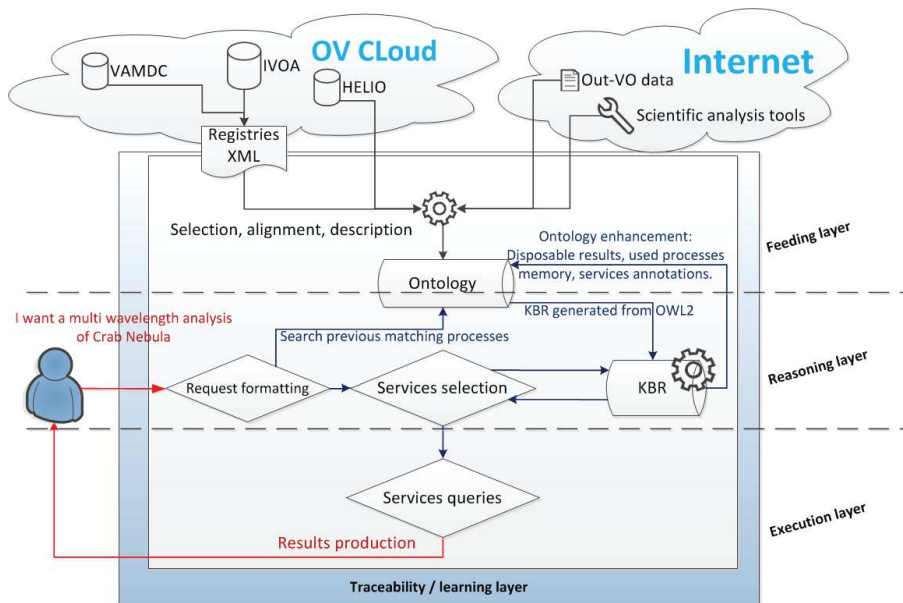 OV CLoud
Internet
VAMDC
IVOA
HELIO
Out-VO data
Scientific analysis tools
Registries
XML
Selection, alignment, description
Ontology enhancement:
Disposable results, used processes
memory, services annotations.
Feeding layer
Ontology
I want a multi wavelength analysis
of Crab Nebula
Search previous matching processes
KBR generated from OWL2
Request formatting
Services selection
KBR
Reasoning layer
Services queries
Results production
Execution layer
Traceability / learning layer